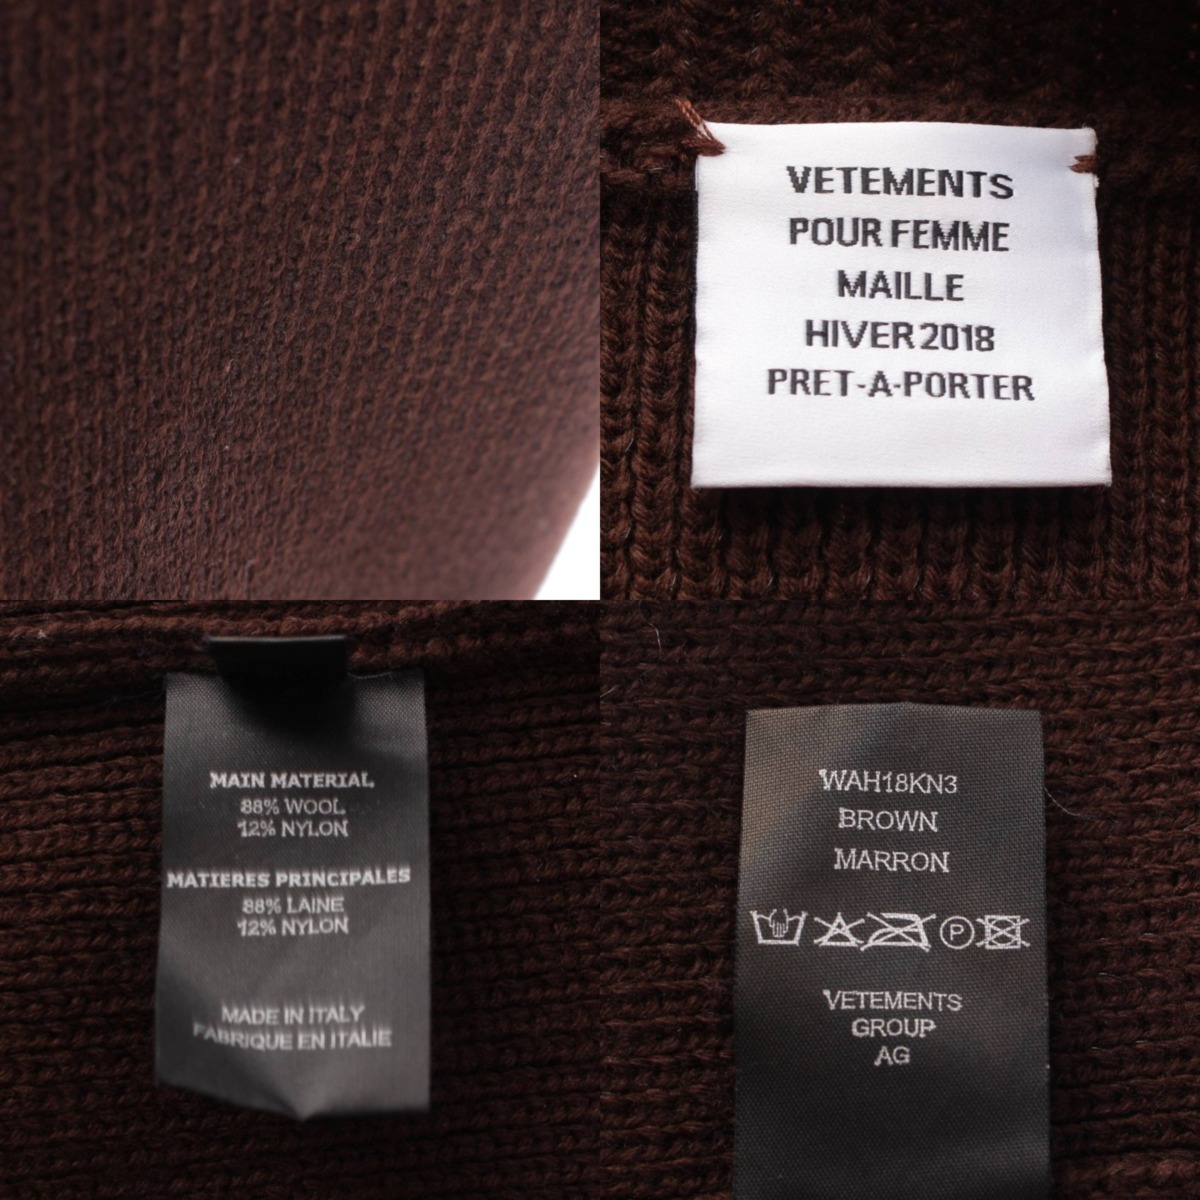 VETEMENTS
POUR FEMME
MAILLE
HIVER 2018
PRET-A-PORTER
MAIN MATERIAL
88% WOOL
12% NYLON
MATIERES PRINCIPALES
88% LAINE
12% NYLON
MADE IN ITALY
FABRIQUE EN ITALIE
WAH18KN3
BROWN
MARRON
P
VETEMENTS
GROUP
AG